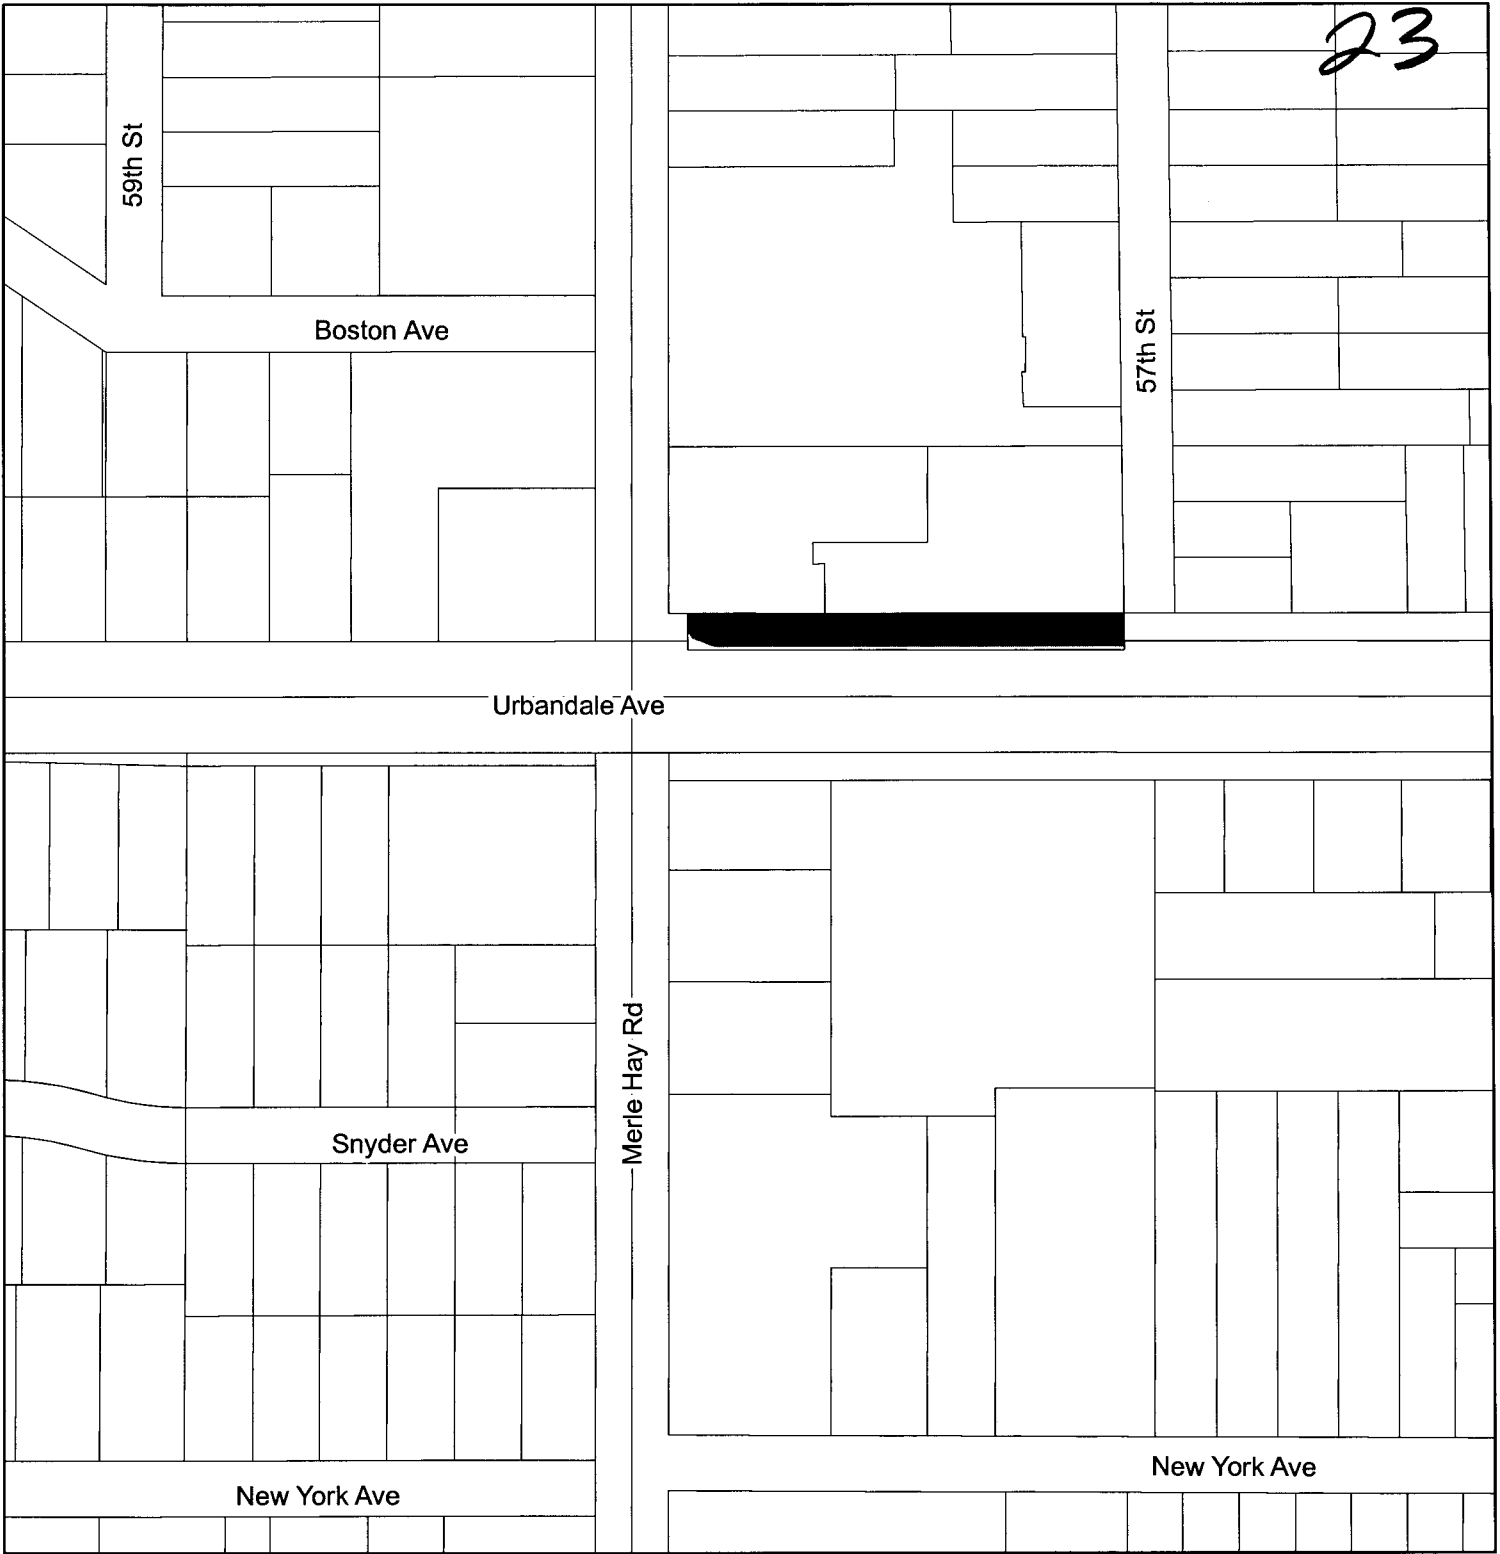 23
59th St
Boston Ave
57th St
Urbandale Ave
Merle Hay Rd
Snyder Ave
New York Ave
New York Ave